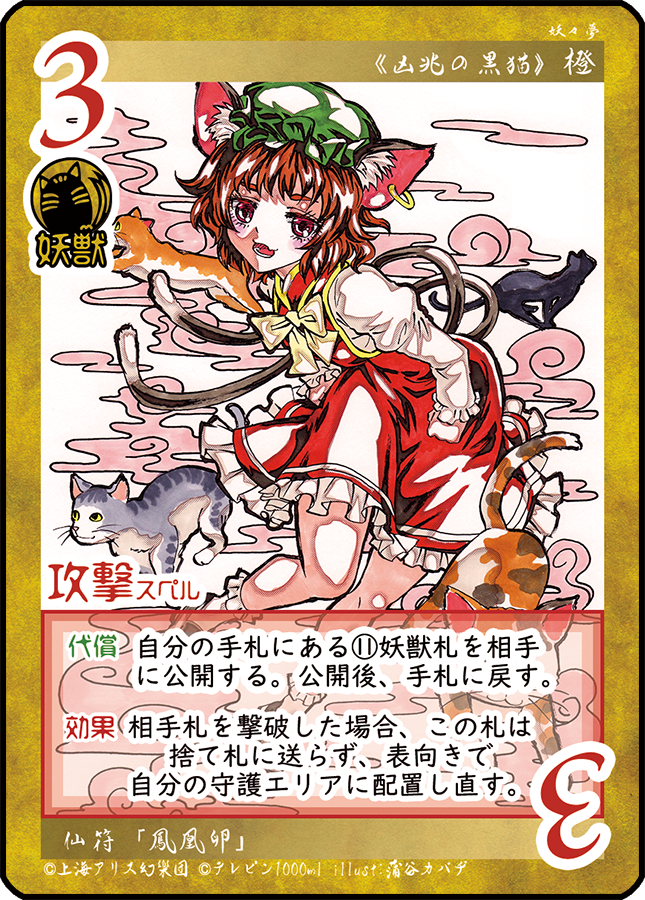 妖々夢
3
《凶兆の黒猫》 橙
妖獣
攻撃スペル
代償 自分の手札にある⑪妖獣札を相手
に公開する。公開後、手札に戻す。
効果 相手札を撃破した場合、この札は
捨て札に送らず、表向きで
自分の守護エリアに配置し直す。
3
仙符 「鳳凰卵」
©上海アリス幻樂団 ©テレピン1000ml illust:蒲谷カバヂ